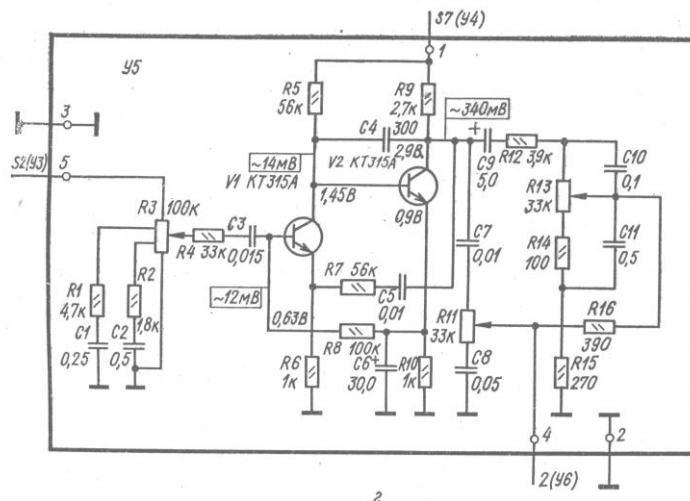 S7 (У4)
1
У5
R5
56к
R9
2,7к
~340мВ
3
C4
300
2,9В
+
C9
5,0
R12 3,9к
C10
0,1
~14мВ
V2 КТ315А
V1 КТ315А
S2(У3)
5
1,45В
0,9В
R13
33к
R3
100к
C3
0,015
R4
33к
C7
0,01
C11
0,5
R14
100
R7
56к
C5
0,01
R1
4,7к
R2
1,8к
~12мВ
R11
33к
R16
390
0,63В
C1
0,25
C2
0,5
R8
100к
R6
1к
C6
+
30,0
R10
1к
C8
0,05
R15
270
4
2
2(У6)
2